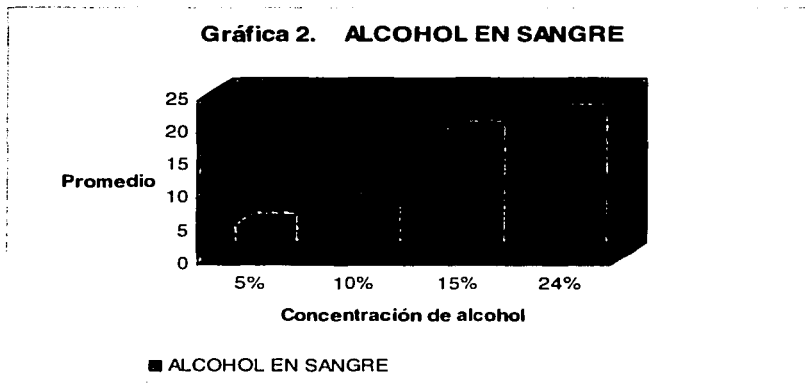 Gráfica 2. ALCOHOL EN SANGRE
25
20
15
Promedio
10
5
0
5% 10% 15% 24%
Concentración de alcohol
ALCOHOL EN SANGRE